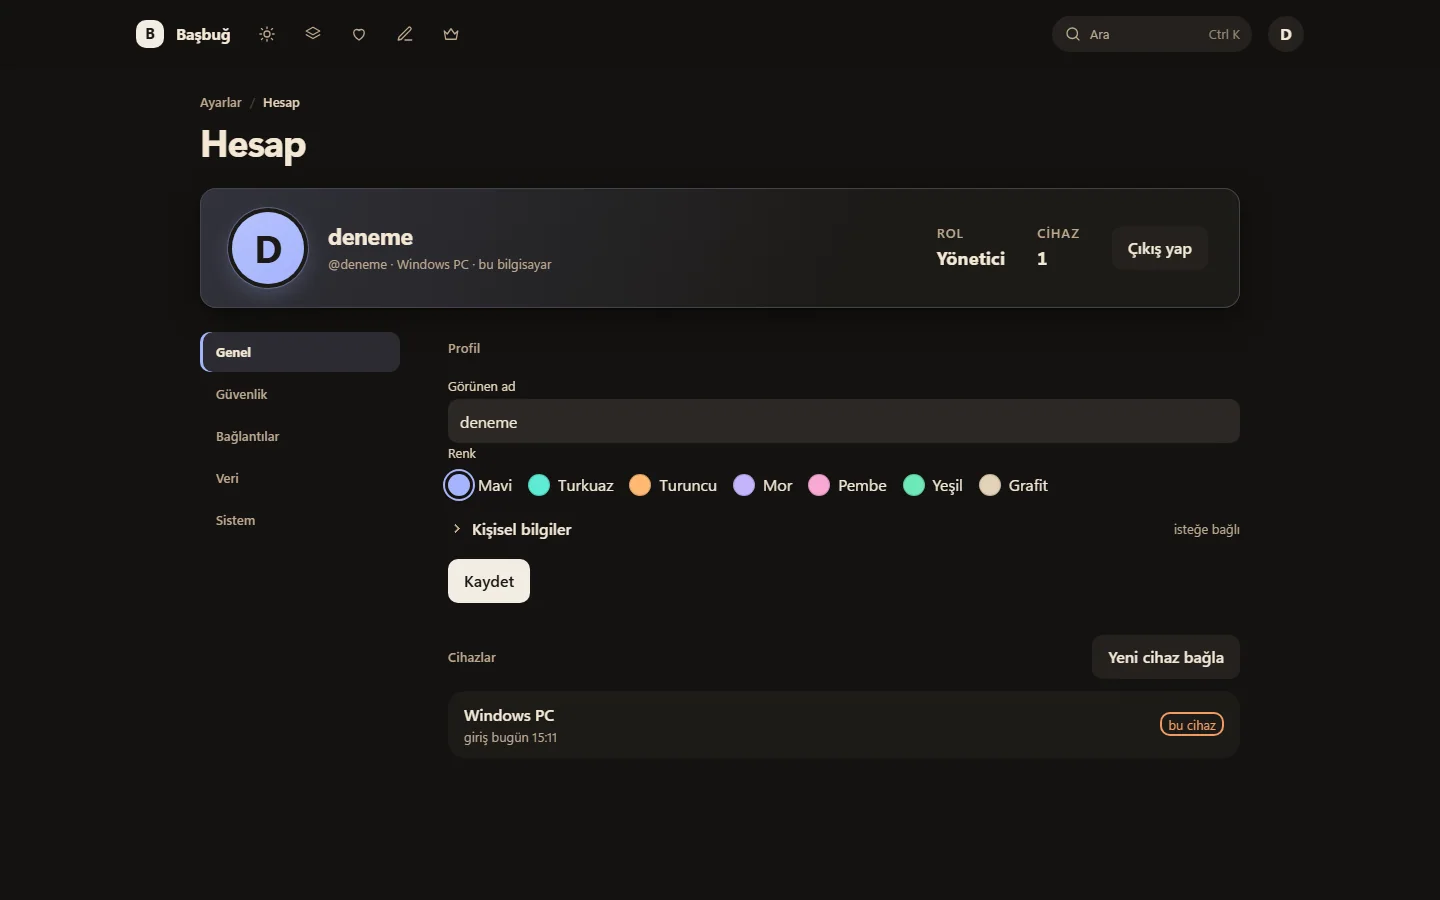 B Başbuğ Ara Ctrl K D
Ayarlar / Hesap
Hesap
D
deneme
@deneme · Windows PC · bu bilgisayar
ROL
Yönetici
CİHAZ
1
Çıkış yap
Genel
Güvenlik
Bağlantılar
Veri
Sistem
Profil
Görünen ad
deneme
Renk
Mavi Turkuaz Turuncu Mor Pembe Yeşil Grafit
Kişisel bilgiler isteğe bağlı
Kaydet
Cihazlar Yeni cihaz bağla
Windows PC
giriş bugün 15:11
bu cihaz